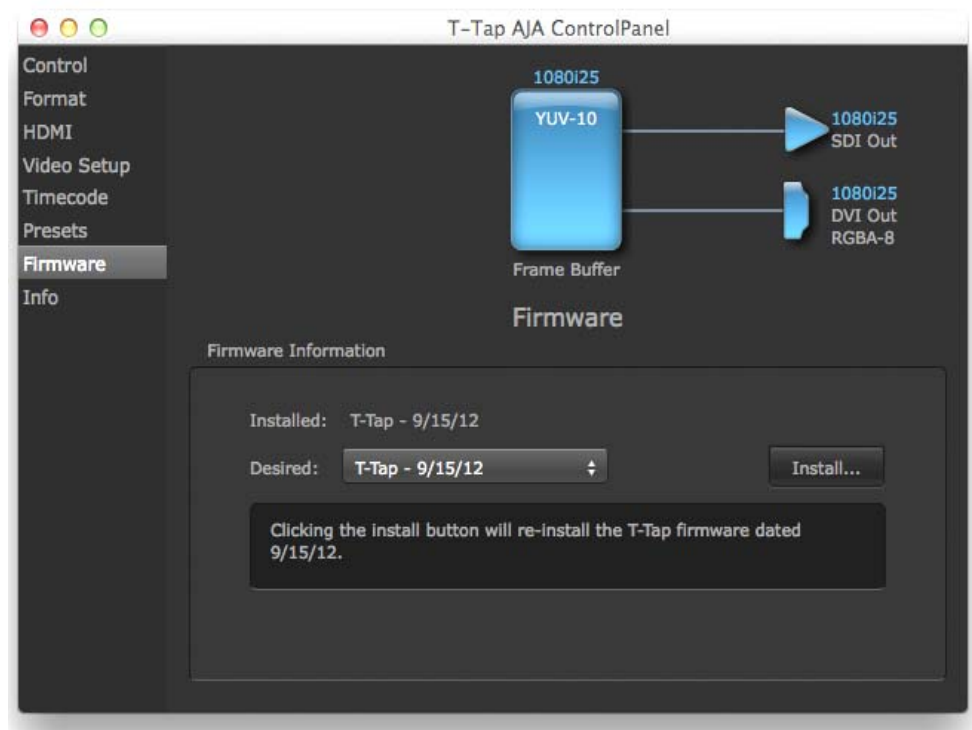 T-Tap AJA ControlPanel
Control
Format
HDMI
Video Setup
Timecode
Presets
Firmware
Info
1080i25
YUV-10
Frame Buffer
1080i25
SDI Out
1080i25
DVI Out
RGBA-8
Firmware
Firmware Information
Installed: T-Tap - 9/15/12
Desired: T-Tap - 9/15/12
Install...
Clicking the install button will re-install the T-Tap firmware dated
9/15/12.